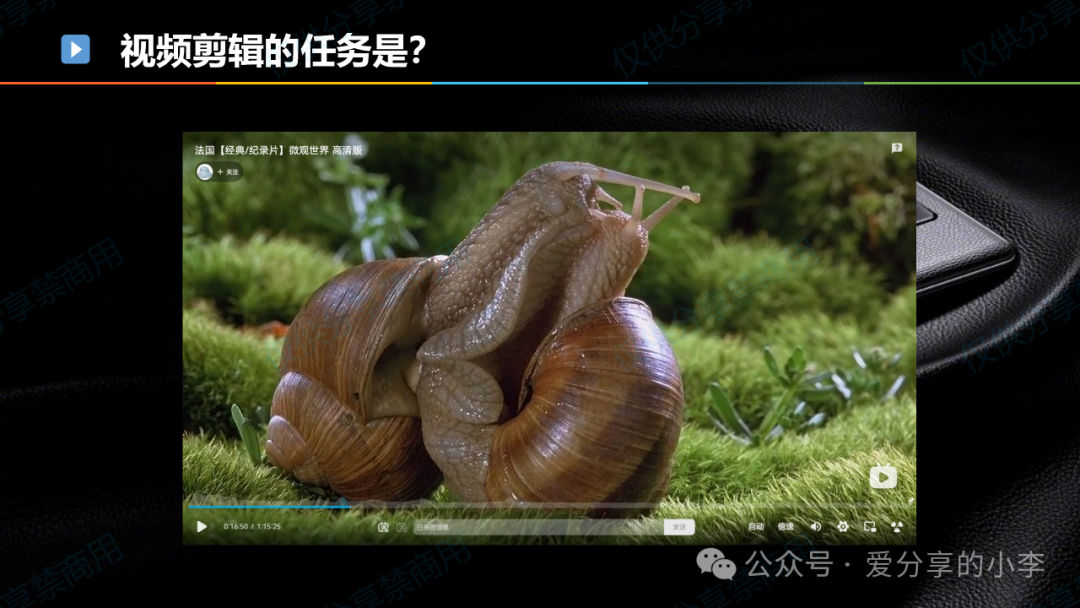 视频剪辑的任务是?
法国【经典/纪录片】微观世界 高清版
+ 关注
0:16:50 / 1:15:25
自动 倍速
公众号 · 爱分享的小李
仅供分享禁商用